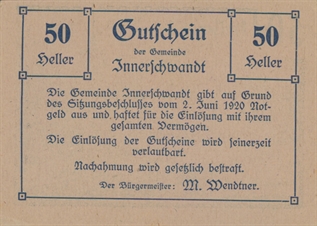 50
Heller
Gutschein
der Gemeinde
Innerschwandt
50
Heller
Die Gemeinde Innerschwandt gibt auf Grund
des Sitzungsbeschlusses vom 2. Juni 1920 Not-
geld aus und haftet für die Einlösung mit ihrem
gesamten Vermögen.
Die Einlösung der Gutscheine wird seinerzeit
verlautbart.
Nachahmung wird gesetzlich bestraft.
Der Bürgermeister: M. Wendtner.